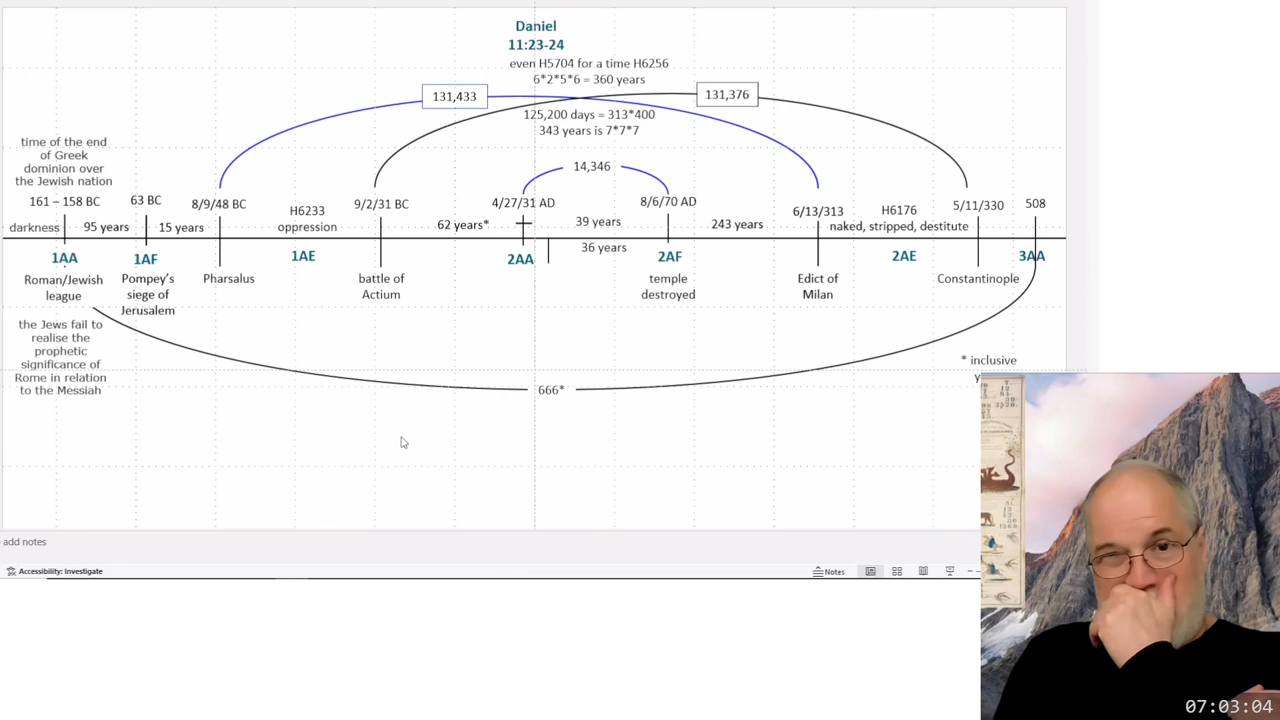 Daniel
11:23-24
even H5704 for a time H6256
6*2*5*6 = 360 years
131,433
131,376
125,200 days = 313*400
343 years is 7*7*7
time of the end
of Greek
dominion over
the Jewish nation
14,346
161 – 158 BC
63 BC
8/9/48 BC
H6233
oppression
9/2/31 BC
4/27/31 AD
8/6/70 AD
6/13/313
H6176
naked, stripped, destitute
5/11/330
508
darkness
95 years
15 years
62 years*
39 years
243 years
36 years
1AA
1AF
1AE
2AA
2AF
2AE
3AA
Roman/Jewish
league
Pompey's
siege of
Jerusalem
Pharsalus
battle of
Actium
temple
destroyed
Edict of
Milan
Constantinople
the Jews fail to
realise the
prophetic
significance of
Rome in relation
to the Messiah
666*
* inclusive
add notes
Accessibility: Investigate
Notes
07:03:04